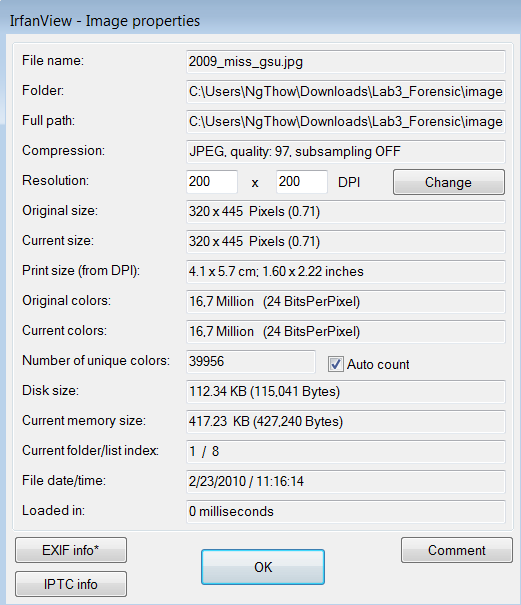 IrfanView - Image properties
File name: 2009_miss_gsu.jpg
Folder: C:\Users\NgThow\Downloads\Lab3_Forensic\image
Full path: C:\Users\NgThow\Downloads\Lab3_Forensic\image
Compression: JPEG, quality: 97, subsampling OFF
Resolution: 200 x 200 DPI Change
Original size: 320 x 445 Pixels (0.71)
Current size: 320 x 445 Pixels (0.71)
Print size (from DPI): 4.1 x 5.7 cm; 1.60 x 2.22 inches
Original colors: 16,7 Million (24 BitsPerPixel)
Current colors: 16,7 Million (24 BitsPerPixel)
Number of unique colors: 39956 Auto count
Disk size: 112.34 KB (115,041 Bytes)
Current memory size: 417.23 KB (427,240 Bytes)
Current folder/list index: 1 / 8
File date/time: 2/23/2010 / 11:16:14
Loaded in: 0 milliseconds
EXIF info* OK Comment
IPTC info